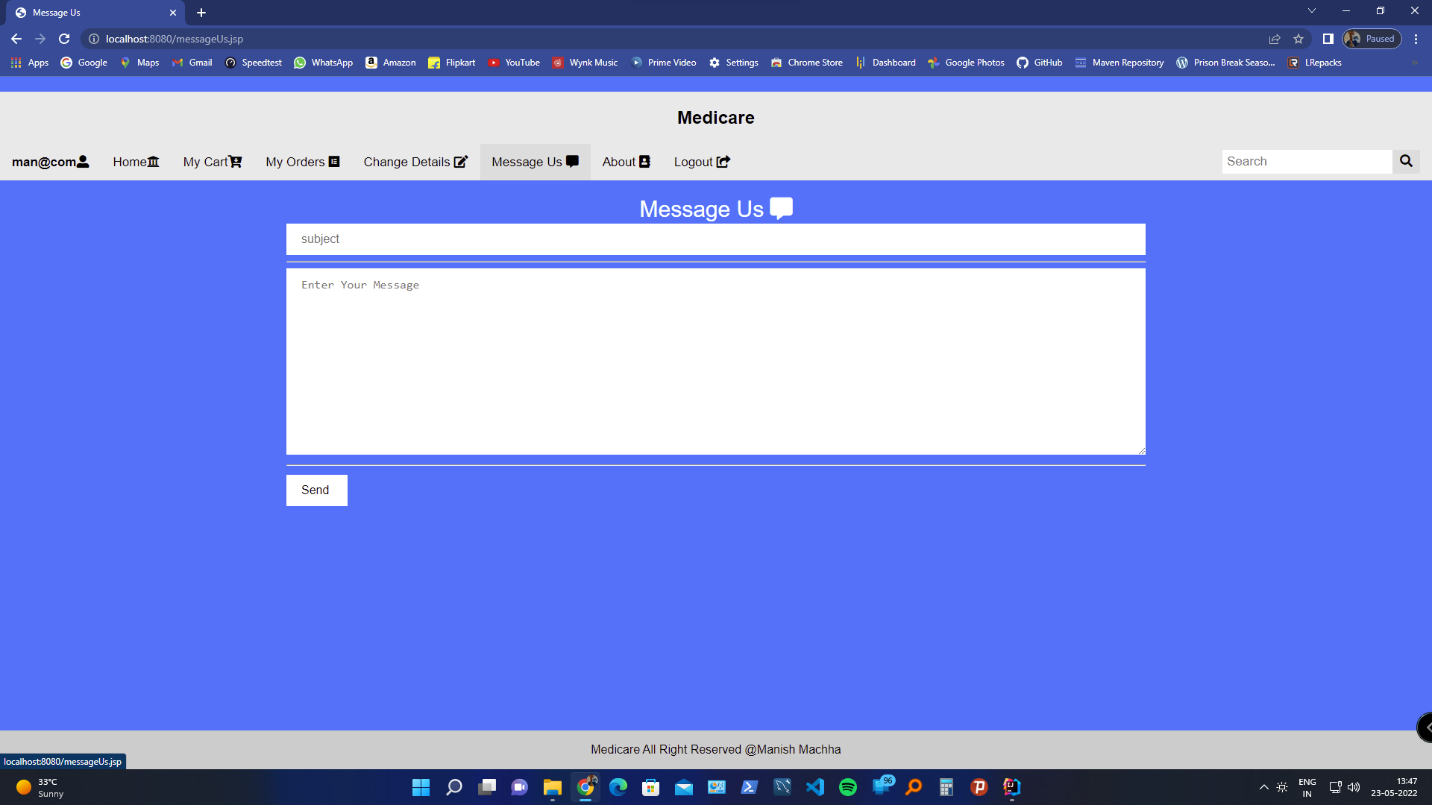 Message Us
localhost:8080/messageUs.jsp
Paused
Apps Google Maps Gmail Speedtest WhatsApp Amazon Flipkart YouTube Wynk Music Prime Video Settings Chrome Store Dashboard Google Photos GitHub Maven Repository Prison Break Seaso... LRepacks
Medicare
man@com Home My Cart My Orders Change Details Message Us About Logout Search
Message Us
subject
Enter Your Message
Send
Medicare All Right Reserved @Manish Machha
localhost:8080/messageUs.jsp
33°C
Sunny
96
ENG
IN
13:47
23-05-2022